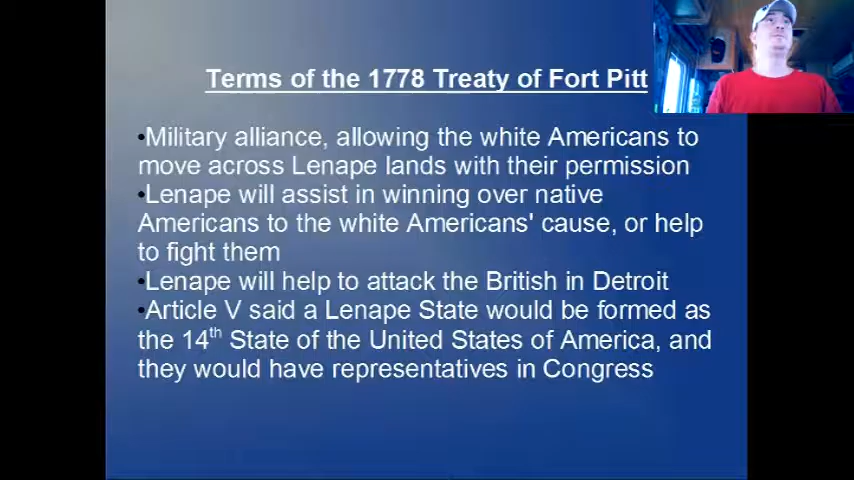 Terms of the 1778 Treaty of Fort Pitt
•Military alliance, allowing the white Americans to
move across Lenape lands with their permission
•Lenape will assist in winning over native
Americans to the white Americans' cause, or help
to fight them
•Lenape will help to attack the British in Detroit
•Article V said a Lenape State would be formed as
the 14th State of the United States of America, and
they would have representatives in Congress